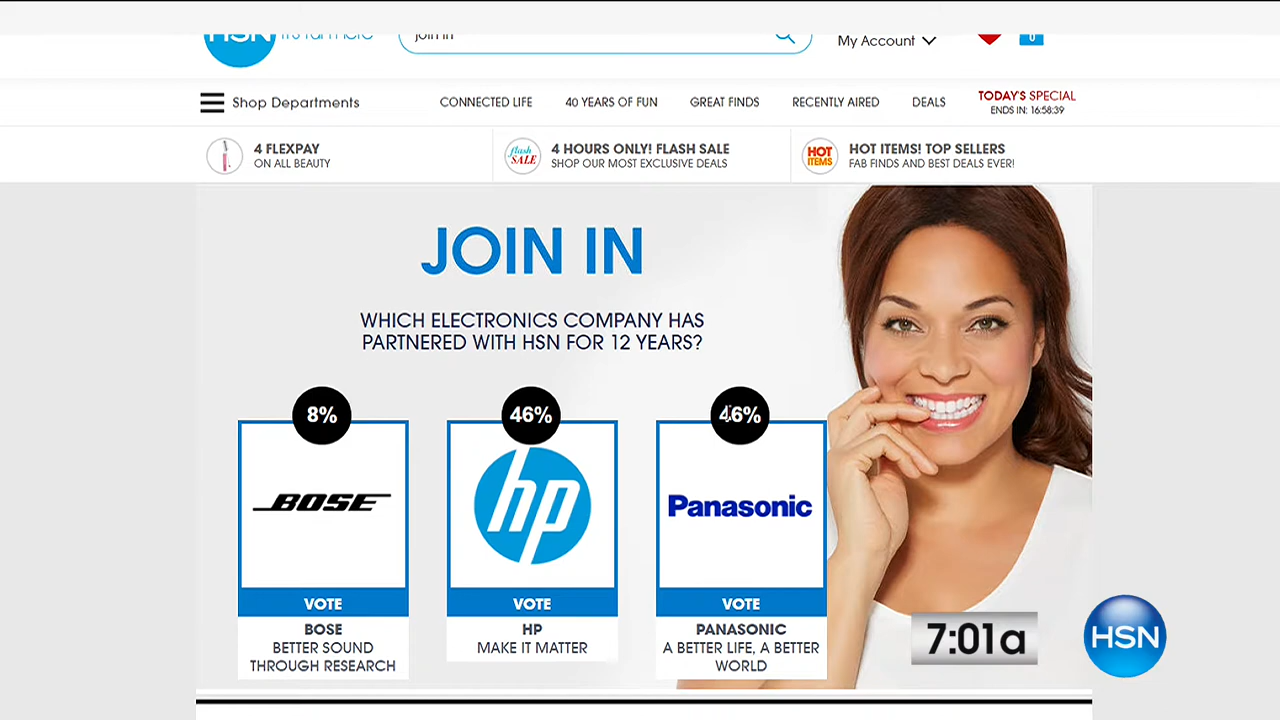 HSN it's fun here
join in
My Account
0
Shop Departments
CONNECTED LIFE
40 YEARS OF FUN
GREAT FINDS
RECENTLY AIRED
DEALS
TODAY'S SPECIAL
ENDS IN: 16:58:39
4 FLEXPAY
ON ALL BEAUTY
flash SALE
4 HOURS ONLY! FLASH SALE
SHOP OUR MOST EXCLUSIVE DEALS
HOT
ITEMS
HOT ITEMS! TOP SELLERS
FAB FINDS AND BEST DEALS EVER!
JOIN IN
WHICH ELECTRONICS COMPANY HAS
PARTNERED WITH HSN FOR 12 YEARS?
8%
46%
46%
BOSE
hp
Panasonic
VOTE
VOTE
VOTE
BOSE
BETTER SOUND
THROUGH RESEARCH
HP
MAKE IT MATTER
PANASONIC
A BETTER LIFE, A BETTER
WORLD
7:01a
HSN